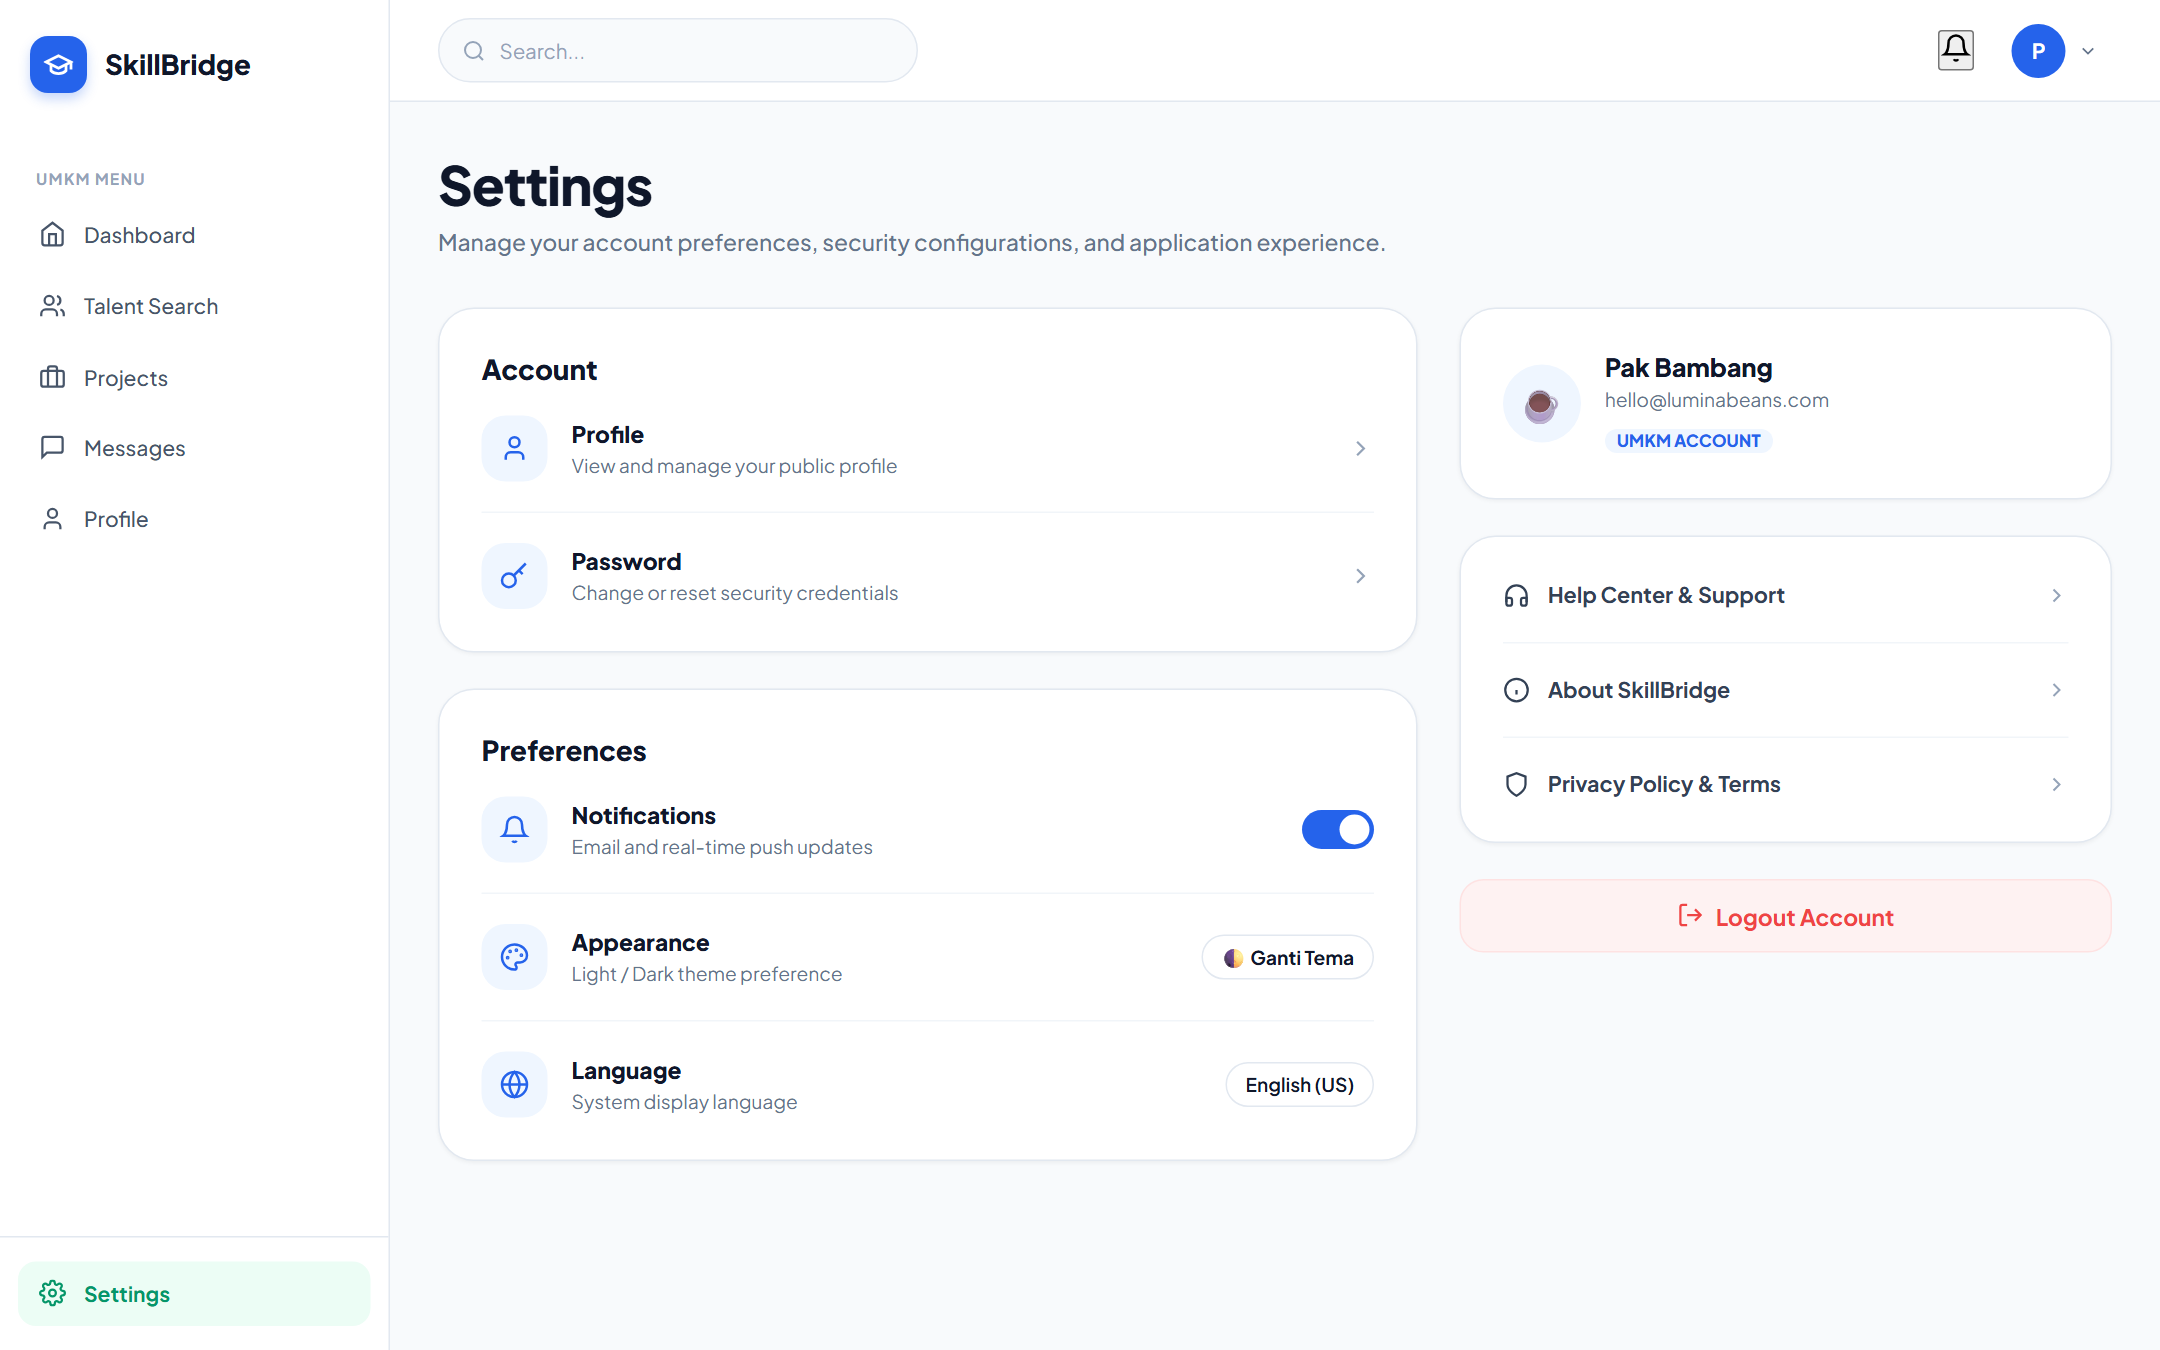 SkillBridge
UMKM MENU
Dashboard
Talent Search
Projects
Messages
Profile
Settings
Search...
P
Settings
Manage your account preferences, security configurations, and application experience.
Account
Profile
View and manage your public profile
Password
Change or reset security credentials
Preferences
Notifications
Email and real-time push updates
Appearance
Light / Dark theme preference
Ganti Tema
Language
System display language
English (US)
Pak Bambang
hello@luminabeans.com
UMKM ACCOUNT
Help Center & Support
About SkillBridge
Privacy Policy & Terms
Logout Account